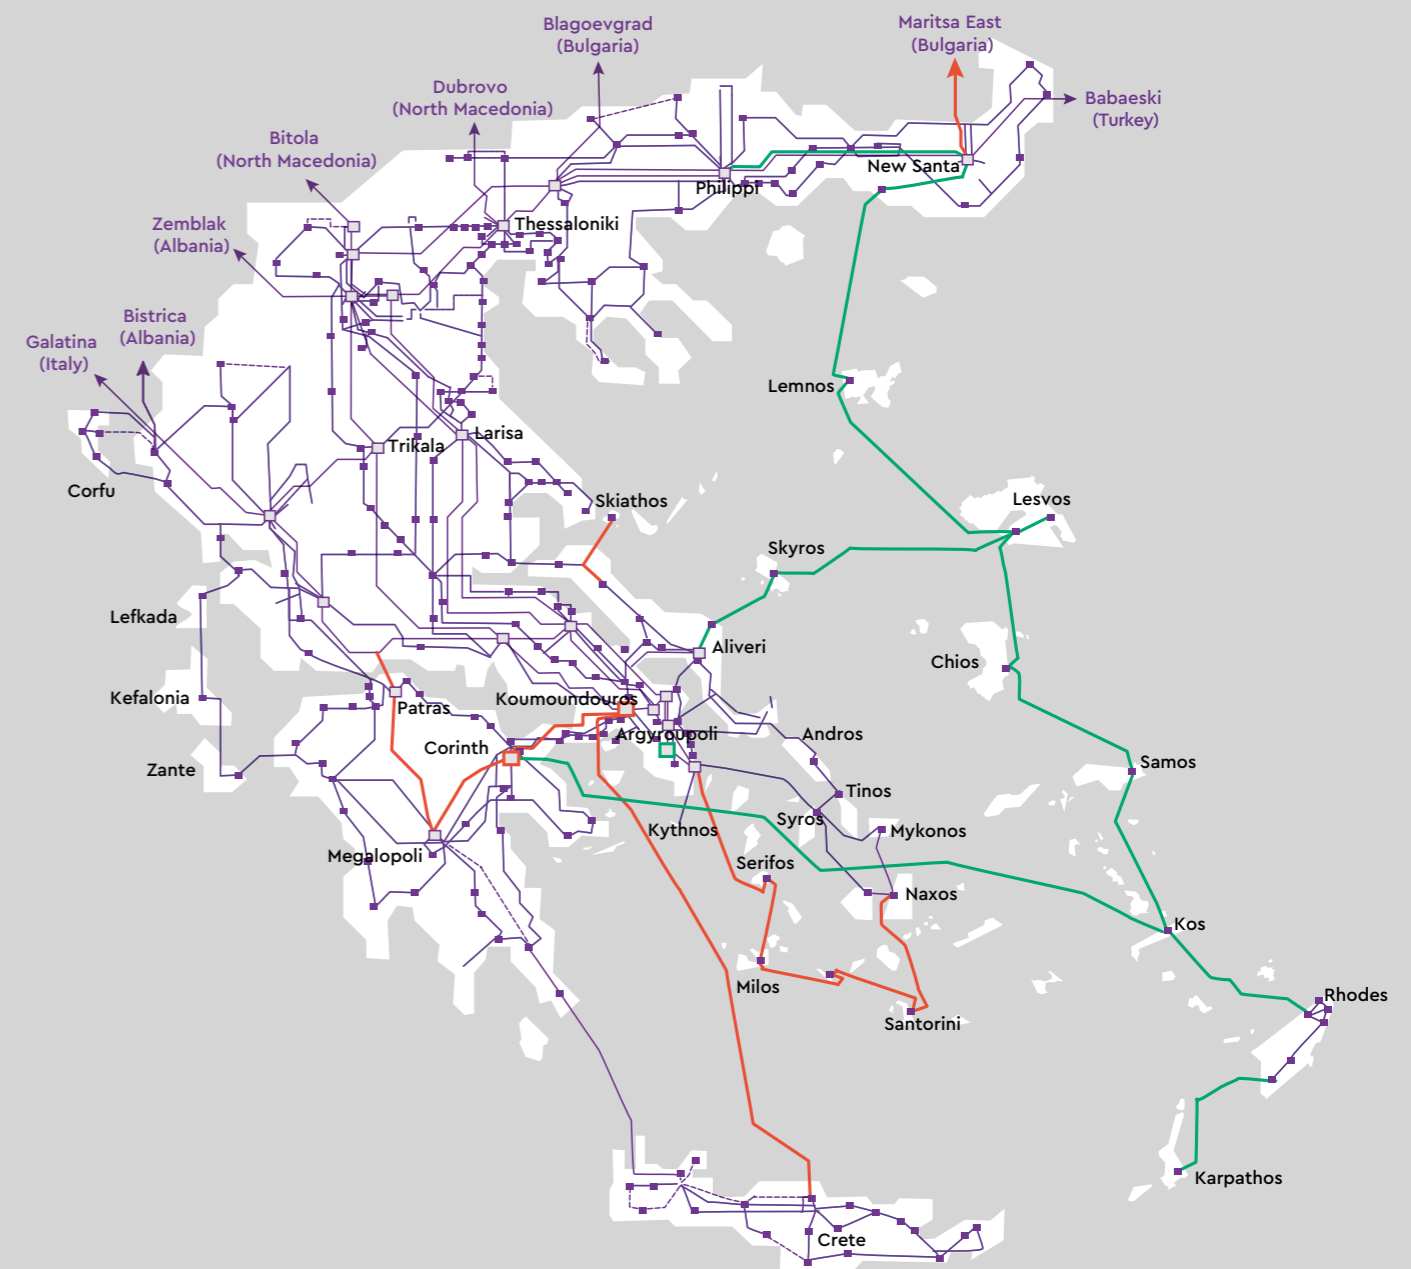 Blagoevgrad
(Bulgaria)
Maritsa East
(Bulgaria)
Dubrovo
(North Macedonia)
Babaeski
(Turkey)
Bitola
(North Macedonia)
New Santa
Philippi
Zemblak
(Albania)
Thessaloniki
Bistrica
(Albania)
Galatina
(Italy)
Lemnos
Trikala
Larisa
Corfu
Skiathos
Lesvos
Skyros
Lefkada
Aliveri
Chios
Kefalonia
Patras
Koumoundouros
Argyroupoli
Andros
Corinth
Zante
Samos
Tinos
Syros
Kythnos
Mykonos
Megalopoli
Serifos
Naxos
Kos
Milos
Rhodes
Santorini
Karpathos
Crete